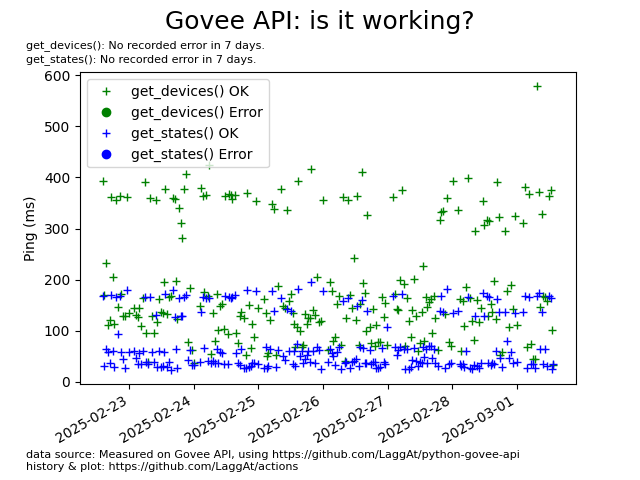 Govee API: is it working?
get_devices(): No recorded error in 7 days.
get_states(): No recorded error in 7 days.
600
500
400
300
200
100
0
Ping (ms)
get_devices() OK
get_devices() Error
get_states() OK
get_states() Error
2025-02-23
2025-02-24
2025-02-25
2025-02-26
2025-02-27
2025-02-28
2025-03-01
data source: Measured on Govee API, using https://github.com/LaggAt/python-govee-api
history & plot: https://github.com/LaggAt/actions